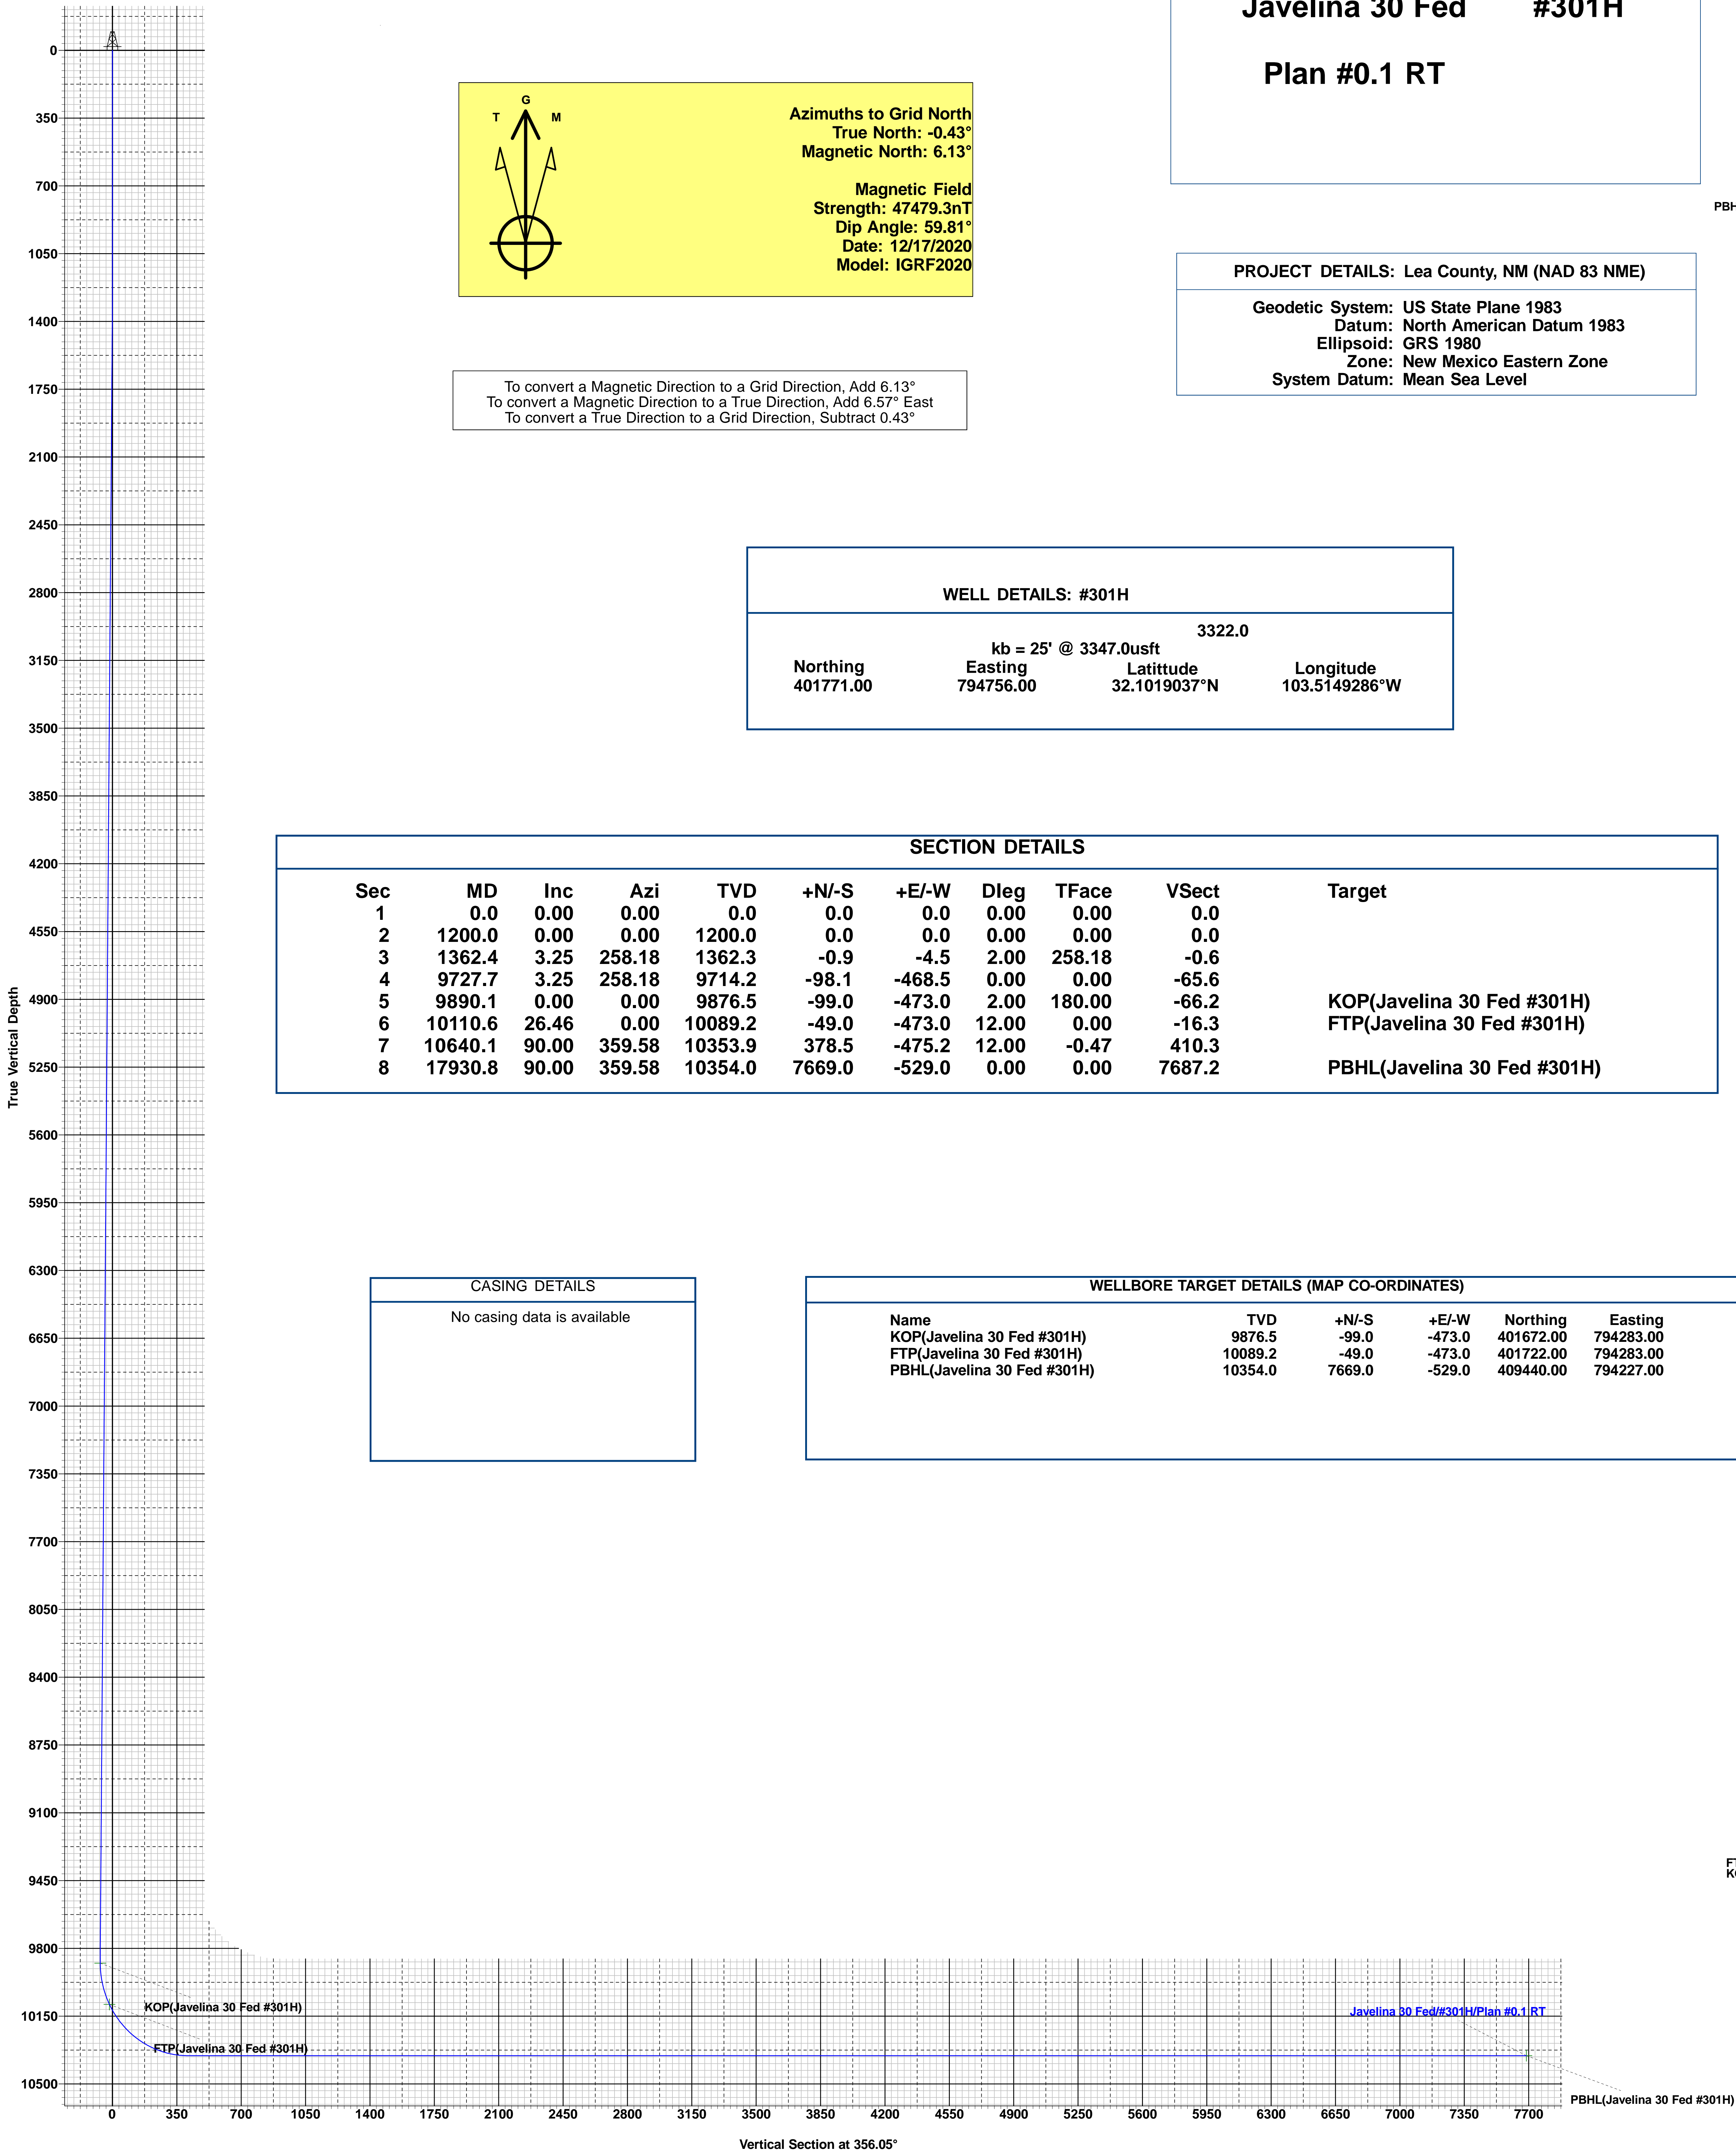 Javelina 30 Fed #301H
Plan #0.1 RT
T G M
Azimuths to Grid North
True North: -0.43°
Magnetic North: 6.13°
Magnetic Field
Strength: 47479.3nT
Dip Angle: 59.81°
Date: 12/17/2020
Model: IGRF2020
PBH
PROJECT DETAILS: Lea County, NM (NAD 83 NME)
Geodetic System: US State Plane 1983
Datum: North American Datum 1983
Ellipsoid: GRS 1980
Zone: New Mexico Eastern Zone
System Datum: Mean Sea Level
To convert a Magnetic Direction to a Grid Direction, Add 6.13°
To convert a Magnetic Direction to a True Direction, Add 6.57° East
To convert a True Direction to a Grid Direction, Subtract 0.43°
WELL DETAILS: #301H
3322.0
kb = 25' @ 3347.0usft
Northing Easting Latittude Longitude
401771.00 794756.00 32.1019037°N 103.5149286°W
SECTION DETAILS
Sec MD Inc Azi TVD +N/-S +E/-W Dleg TFace VSect Target
1 0.0 0.00 0.00 0.0 0.0 0.0 0.00 0.00 0.0
2 1200.0 0.00 0.00 1200.0 0.0 0.0 0.00 0.00 0.0
3 1362.4 3.25 258.18 1362.3 -0.9 -4.5 2.00 258.18 -0.6
4 9727.7 3.25 258.18 9714.2 -98.1 -468.5 0.00 0.00 -65.6
5 9890.1 0.00 0.00 9876.5 -99.0 -473.0 2.00 180.00 -66.2 KOP(Javelina 30 Fed #301H)
6 10110.6 26.46 0.00 10089.2 -49.0 -473.0 12.00 0.00 -16.3 FTP(Javelina 30 Fed #301H)
7 10640.1 90.00 359.58 10353.9 378.5 -475.2 12.00 -0.47 410.3
8 17930.8 90.00 359.58 10354.0 7669.0 -529.0 0.00 0.00 7687.2 PBHL(Javelina 30 Fed #301H)
CASING DETAILS
No casing data is available
WELLBORE TARGET DETAILS (MAP CO-ORDINATES)
Name TVD +N/-S +E/-W Northing Easting
KOP(Javelina 30 Fed #301H) 9876.5 -99.0 -473.0 401672.00 794283.00
FTP(Javelina 30 Fed #301H) 10089.2 -49.0 -473.0 401722.00 794283.00
PBHL(Javelina 30 Fed #301H) 10354.0 7669.0 -529.0 409440.00 794227.00
True Vertical Depth
0
350
700
1050
1400
1750
2100
2450
2800
3150
3500
3850
4200
4550
4900
5250
5600
5950
6300
6650
7000
7350
7700
8050
8400
8750
9100
9450
9800
10150
10500
KOP(Javelina 30 Fed #301H)
FTP(Javelina 30 Fed #301H)
Javelina 30 Fed/#301H/Plan #0.1 RT
PBHL(Javelina 30 Fed #301H)
0 350 700 1050 1400 1750 2100 2450 2800 3150 3500 3850 4200 4550 4900 5250 5600 5950 6300 6650 7000 7350 7700
Vertical Section at 356.05°